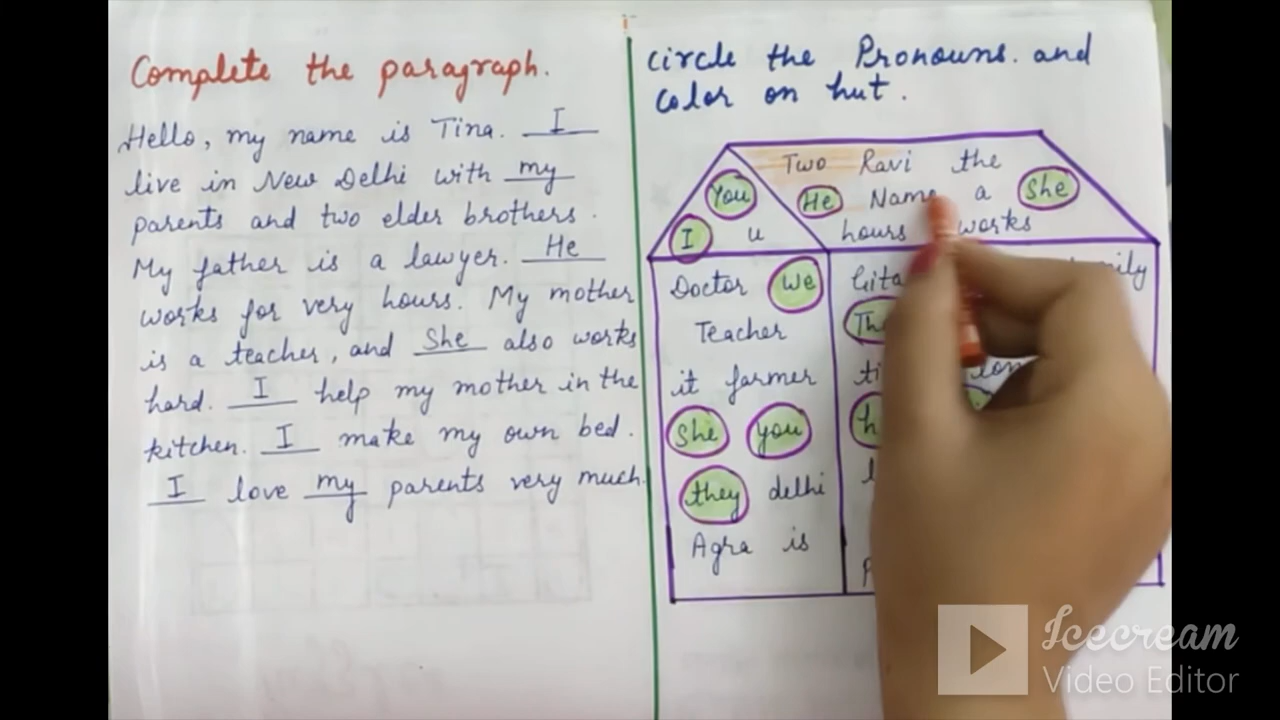 Complete the paragraph.
Hello, my name is Tina. I
live in New Delhi with my
parents and two elder brothers.
My father is a lawyer. He
works for very hours. My mother
is a teacher, and She also works
hard. I help my mother in the
kitchen. I make my own bed.
I love my parents very much.
circle the Pronouns. and
color on hut.
You
I u
Two Ravi the
He Name a She
hours works
Doctor we
Teacher
it farmer
She you
they delhi
Agra is
Gita
Icecream
Video Editor